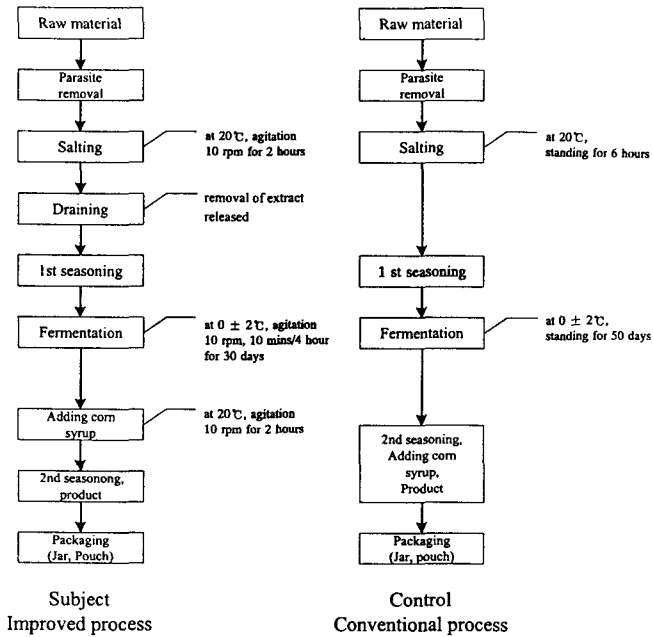 Raw material
Parasite
removal
Salting
at 20℃, agitation
10 rpm for 2 hours
Draining
removal of extract
released
1st seasoning
Fermentation
at 0 ± 2℃, agitation
10 rpm, 10 mins/4 hour
for 30 days
Adding corn
syrup
at 20℃, agitation
10 rpm for 2 hours
2nd seasonong,
product
Packaging
(Jar, Pouch)
Subject
Improved process
Raw material
Parasite
removal
Salting
at 20℃,
standing for 6 hours
1 st seasoning
Fermentation
at 0 ± 2℃,
standing for 50 days
2nd seasoning,
Adding corn
syrup,
Product
Packaging
(Jar, pouch)
Control
Conventional process